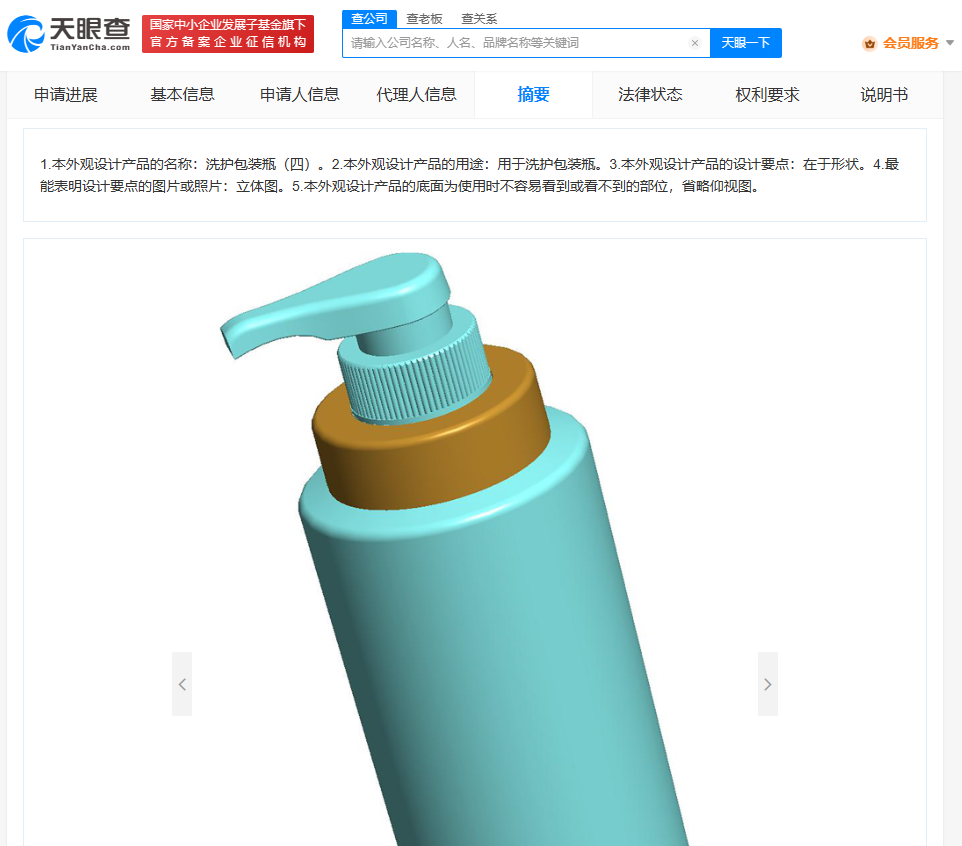 天眼查
TianYanCha.com
国家中小企业发展子基金旗下
官方备案企业征信机构
查公司 查老板 查关系
请输入公司名称、人名、品牌名称等关键词 × 天眼一下
会员服务
申请进展 基本信息 申请人信息 代理人信息 摘要 法律状态 权利要求 说明书
1.本外观设计产品的名称：洗护包装瓶（四）。2.本外观设计产品的用途：用于洗护包装瓶。3.本外观设计产品的设计要点：在于形状。4.最
能表明设计要点的图片或照片：立体图。5.本外观设计产品的底面为使用时不容易看到或看不到的部位，省略仰视图。